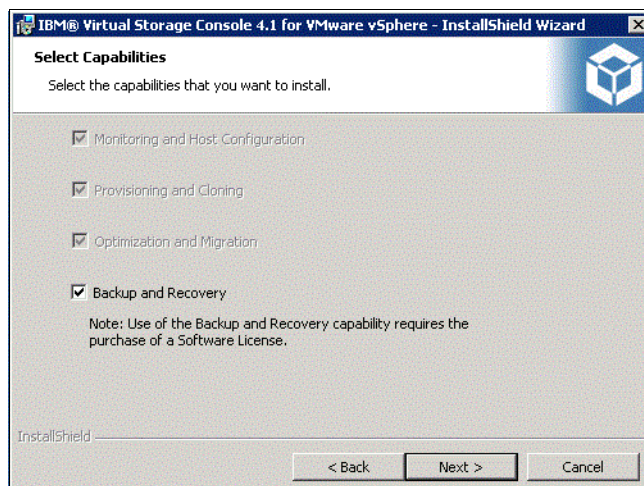 IBM® Virtual Storage Console 4.1 for VMware vSphere - InstallShield Wizard
Select Capabilities
Select the capabilities that you want to install.
Monitoring and Host Configuration
Provisioning and Cloning
Optimization and Migration
Backup and Recovery
Note: Use of the Backup and Recovery capability requires the
purchase of a Software License.
InstallShield
< Back
Next >
Cancel